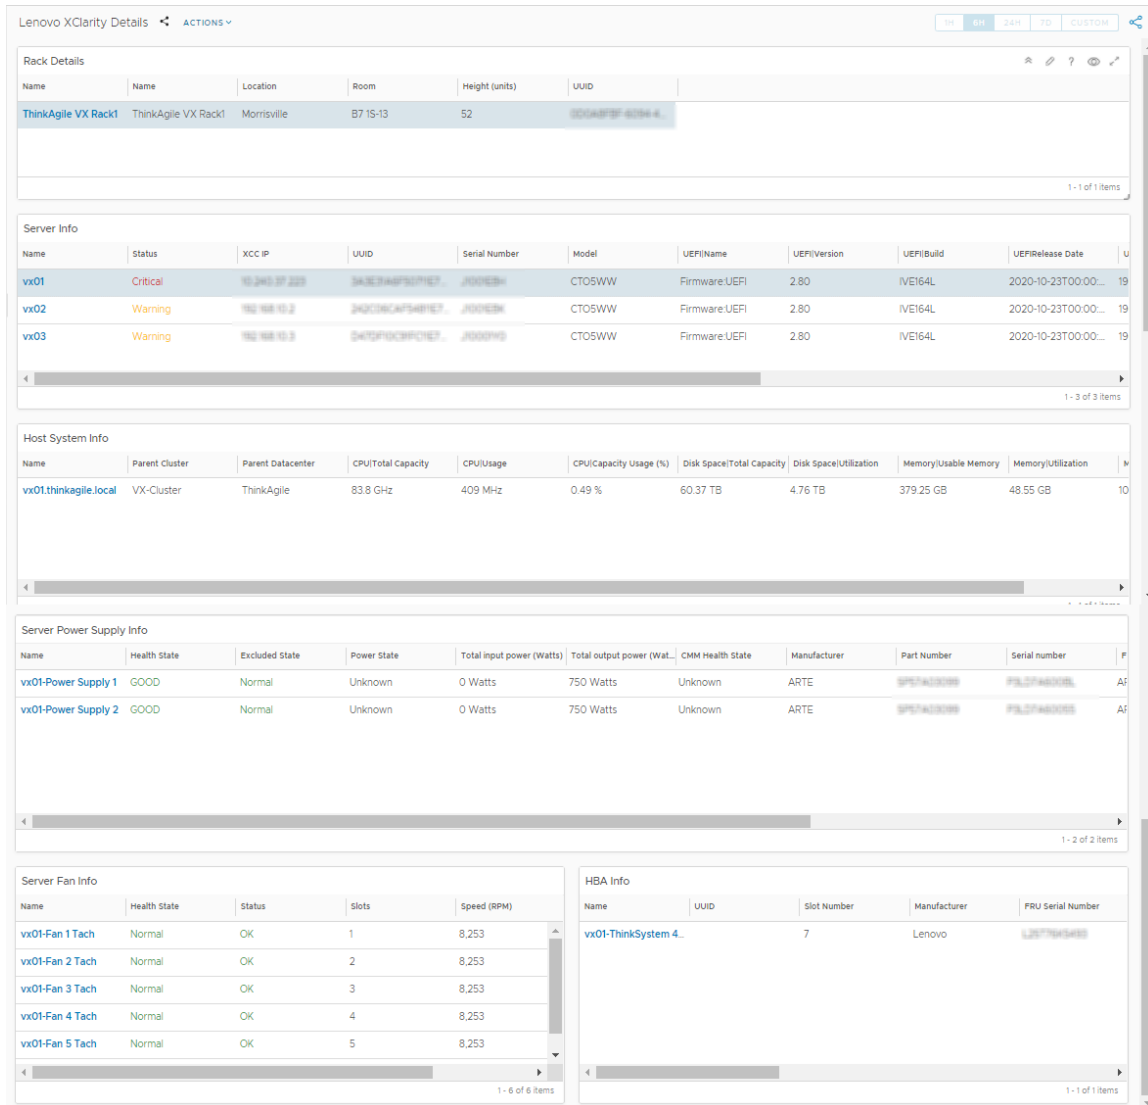 Lenovo XClarity Details ACTIONS 1H 6H 24H 7D CUSTOM
Rack Details ?
Name Name Location Room Height (units) UUID
ThinkAgile VX Rack1 ThinkAgile VX Rack1 Morrisville B7 1S-13 52
1 - 1 of 1 items
Server Info
Name Status XCC IP UUID Serial Number Model UEFI|Name UEFI|Version UEFI|Build UEFIRelease Date U
vx01 Critical CTO5WW Firmware:UEFI 2.80 IVE164L 2020-10-23T00:00:... 19
vx02 Warning CTO5WW Firmware:UEFI 2.80 IVE164L 2020-10-23T00:00:... 19
vx03 Warning CTO5WW Firmware:UEFI 2.80 IVE164L 2020-10-23T00:00:... 19
1 - 3 of 3 items
Host System Info
Name Parent Cluster Parent Datacenter CPU|Total Capacity CPU|Usage CPU|Capacity Usage (%) Disk Space|Total Capacity Disk Space|Utilization Memory|Usable Memory Memory|Utilization M
vx01.thinkagile.local VX-Cluster ThinkAgile 83.8 GHz 409 MHz 0.49 % 60.37 TB 4.76 TB 379.25 GB 48.55 GB 10
Server Power Supply Info
Name Health State Excluded State Power State Total input power (Watts) Total output power (Wat... CMM Health State Manufacturer Part Number Serial number F
vx01-Power Supply 1 GOOD Normal Unknown 0 Watts 750 Watts Unknown ARTE
vx01-Power Supply 2 GOOD Normal Unknown 0 Watts 750 Watts Unknown ARTE
1 - 2 of 2 items
Server Fan Info
Name Health State Status Slots Speed (RPM)
vx01-Fan 1 Tach Normal OK 1 8,253
vx01-Fan 2 Tach Normal OK 2 8,253
vx01-Fan 3 Tach Normal OK 3 8,253
vx01-Fan 4 Tach Normal OK 4 8,253
vx01-Fan 5 Tach Normal OK 5 8,253
1 - 6 of 6 items
HBA Info
Name UUID Slot Number Manufacturer FRU Serial Number
vx01-ThinkSystem 4... 7 Lenovo
1 - 1 of 1 items